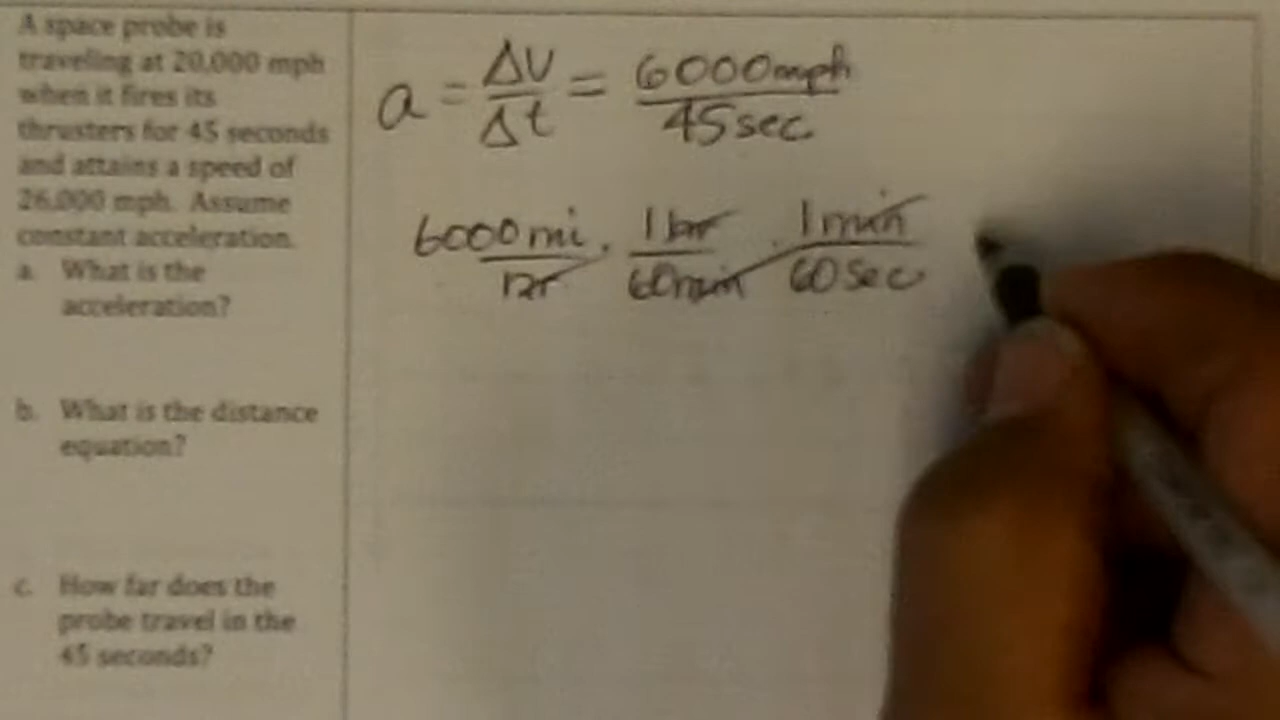 A space probe is
traveling at 20,000 mph
when it fires its
thrusters for 45 seconds
and attains a speed of
26,000 mph. Assume
constant acceleration.
a. What is the
acceleration?
b. What is the distance
equation?
c. How far does the
probe travel in the
45 seconds?
a = ΔV/Δt = 6000mph/45sec
6000mi/hr · 1hr/60min · 1min/60sec